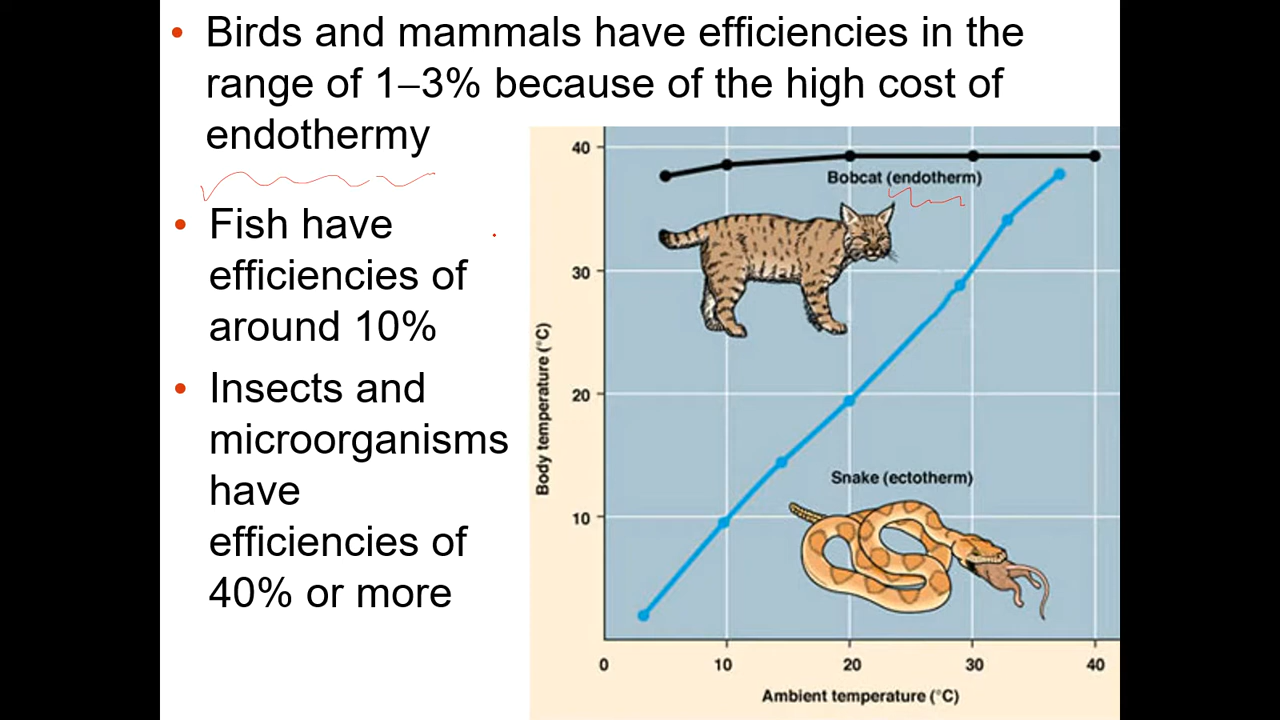 • Birds and mammals have efficiencies in the
range of 1–3% because of the high cost of
endothermy
• Fish have
efficiencies of
around 10%
• Insects and
microorganisms
have
efficiencies of
40% or more
Body temperature (°C)
40
30
20
10
Bobcat (endotherm)
Snake (ectotherm)
0 10 20 30 40
Ambient temperature (°C)